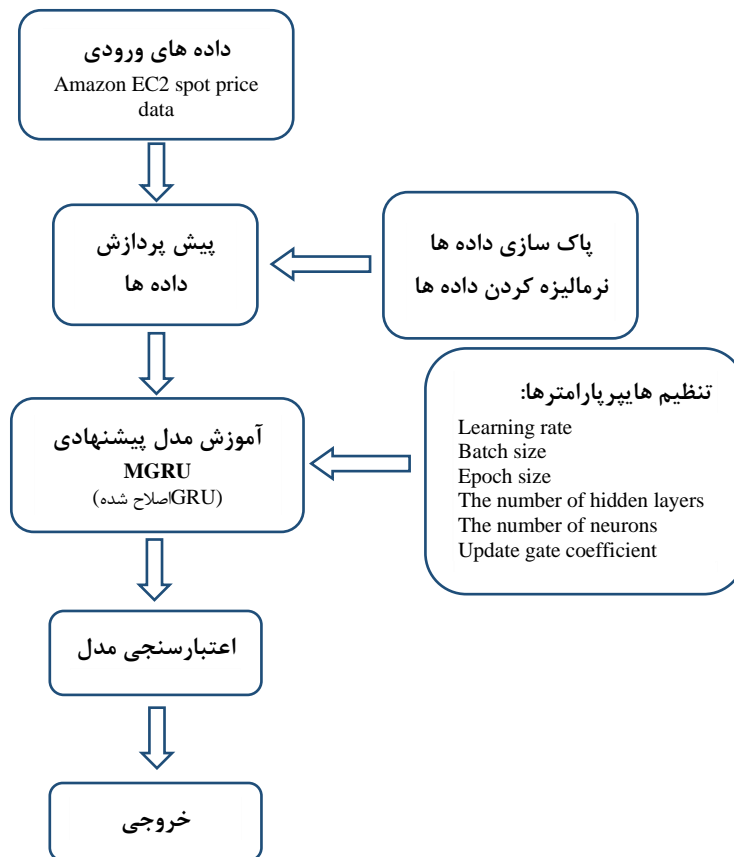 داده های ورودی
Amazon EC2 spot price
data
پیش پردازش
داده ها
پاک سازی داده ها
نرمالیزه کردن داده ها
تنظیم هایپرپارامترها:
Learning rate
Batch size
Epoch size
The number of hidden layers
The number of neurons
Update gate coefficient
آموزش مدل پیشنهادی
MGRU
(GRUاصلاح شده)
اعتبارسنجی مدل
خروجی